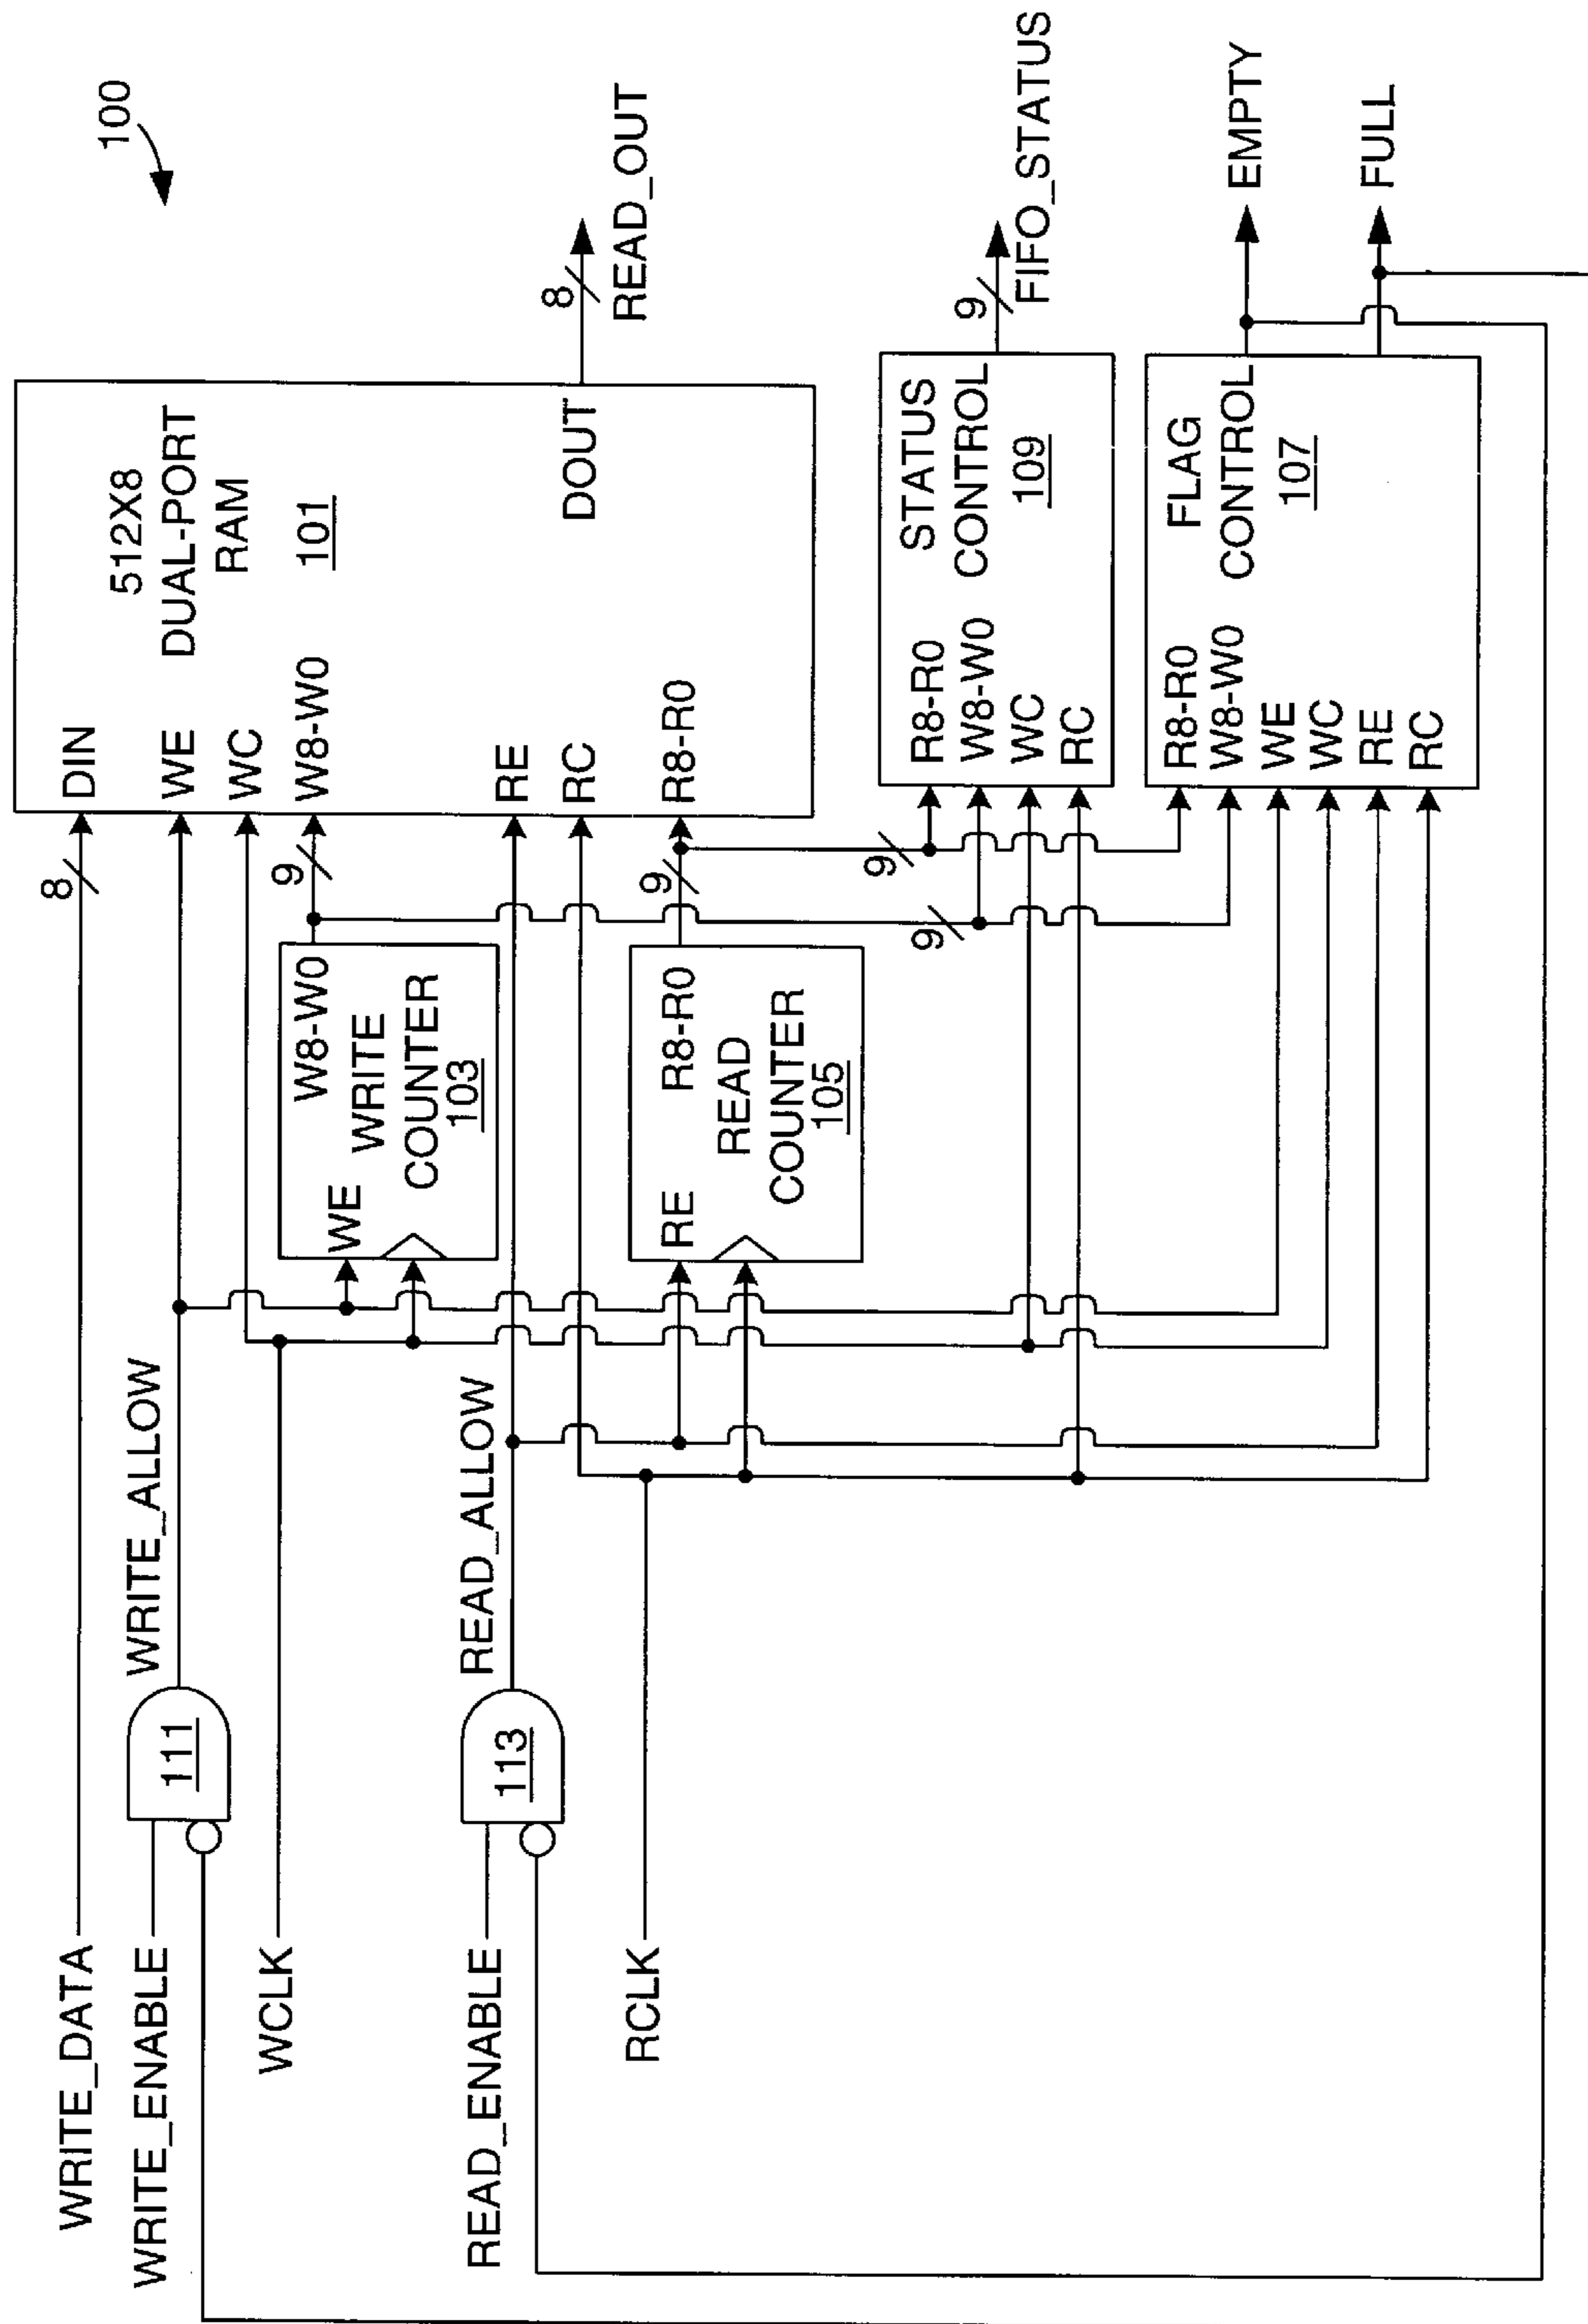 100
WRITE_DATA
8
DIN
512X8
DUAL-PORT
RAM
101
WRITE_ENABLE
111
WRITE_ALLOW
WE
WCLK
WC
W8-W0
9
WE
W8-W0
WRITE
COUNTER
103
READ_ENABLE
113
READ_ALLOW
RE
RCLK
RC
R8-R0
9
DOUT
8
READ_OUT
RE
R8-R0
READ
COUNTER
105
9
9
R8-R0
W8-W0
WC
RC
STATUS
CONTROL
109
9
FIFO_STATUS
R8-R0
W8-W0
WE
WC
RE
RC
FLAG
CONTROL
107
EMPTY
FULL